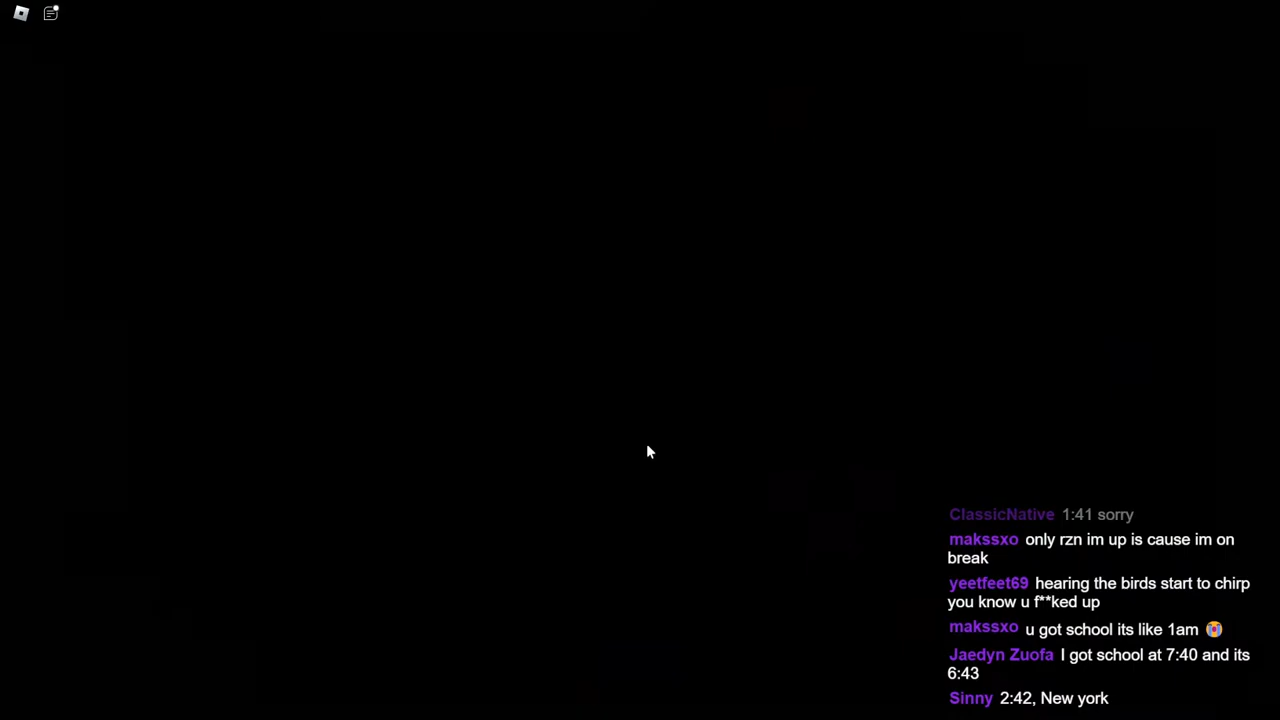 ClassicNative 1:41 sorry
makssxo only rzn im up is cause im on
break
yeetfeet69 hearing the birds start to chirp
you know u f**ked up
makssxo u got school its like 1am 😭
Jaedyn Zuofa I got school at 7:40 and its
6:43
Sinny 2:42, New york